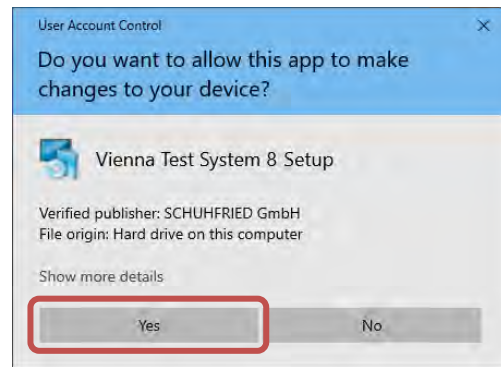 User Account Control
Do you want to allow this app to make
changes to your device?
Vienna Test System 8 Setup
Verified publisher: SCHUHFRIED GmbH
File origin: Hard drive on this computer
Show more details
Yes
No